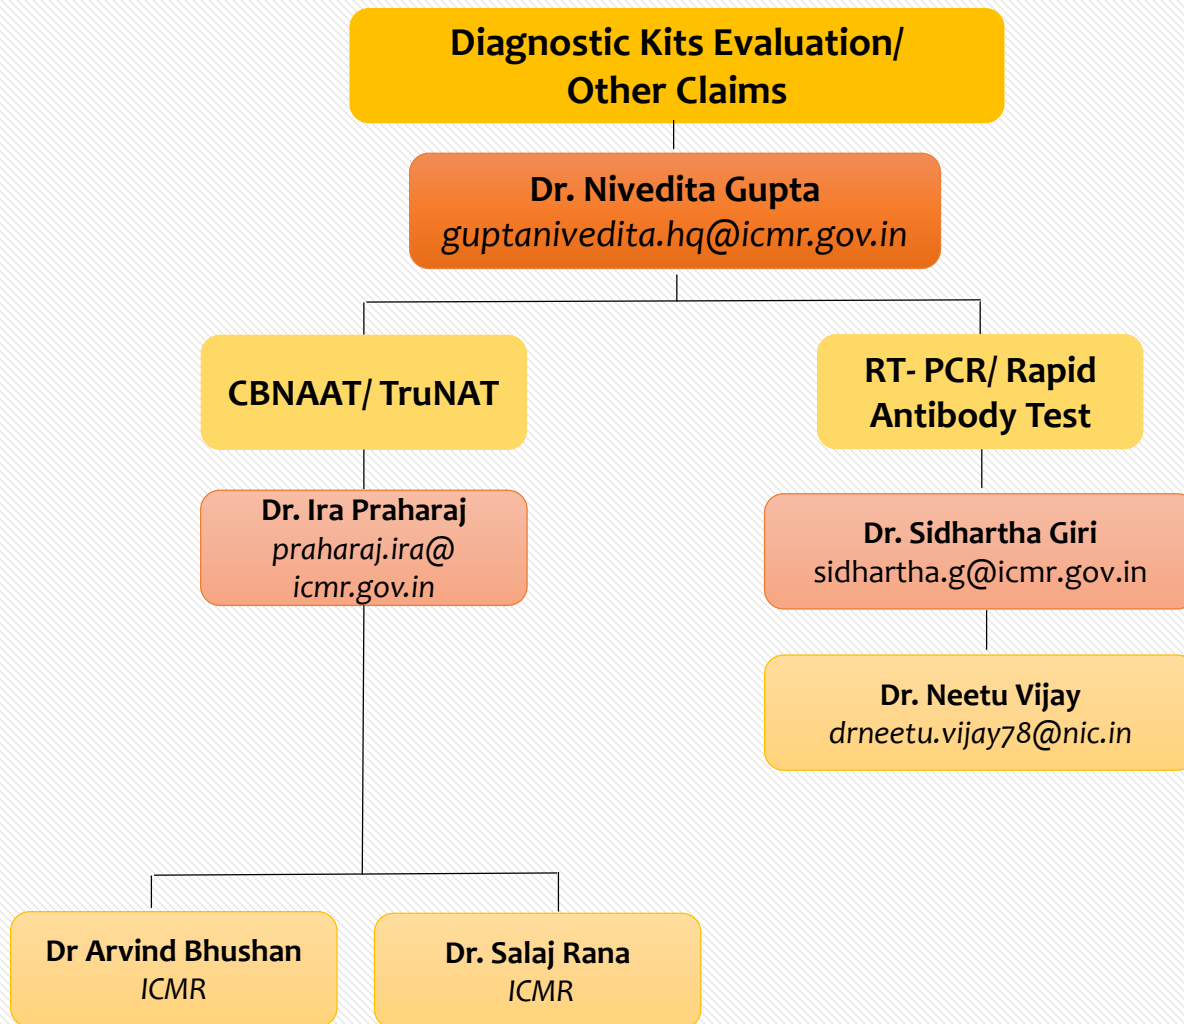 Diagnostic Kits Evaluation/
Other Claims
Dr. Nivedita Gupta
guptanivedita.hq@icmr.gov.in
CBNAAT/ TruNAT
RT- PCR/ Rapid
Antibody Test
Dr. Ira Praharaj
praharaj.ira@
icmr.gov.in
Dr. Sidhartha Giri
sidhartha.g@icmr.gov.in
Dr. Neetu Vijay
drneetu.vijay78@nic.in
Dr Arvind Bhushan
ICMR
Dr. Salaj Rana
ICMR